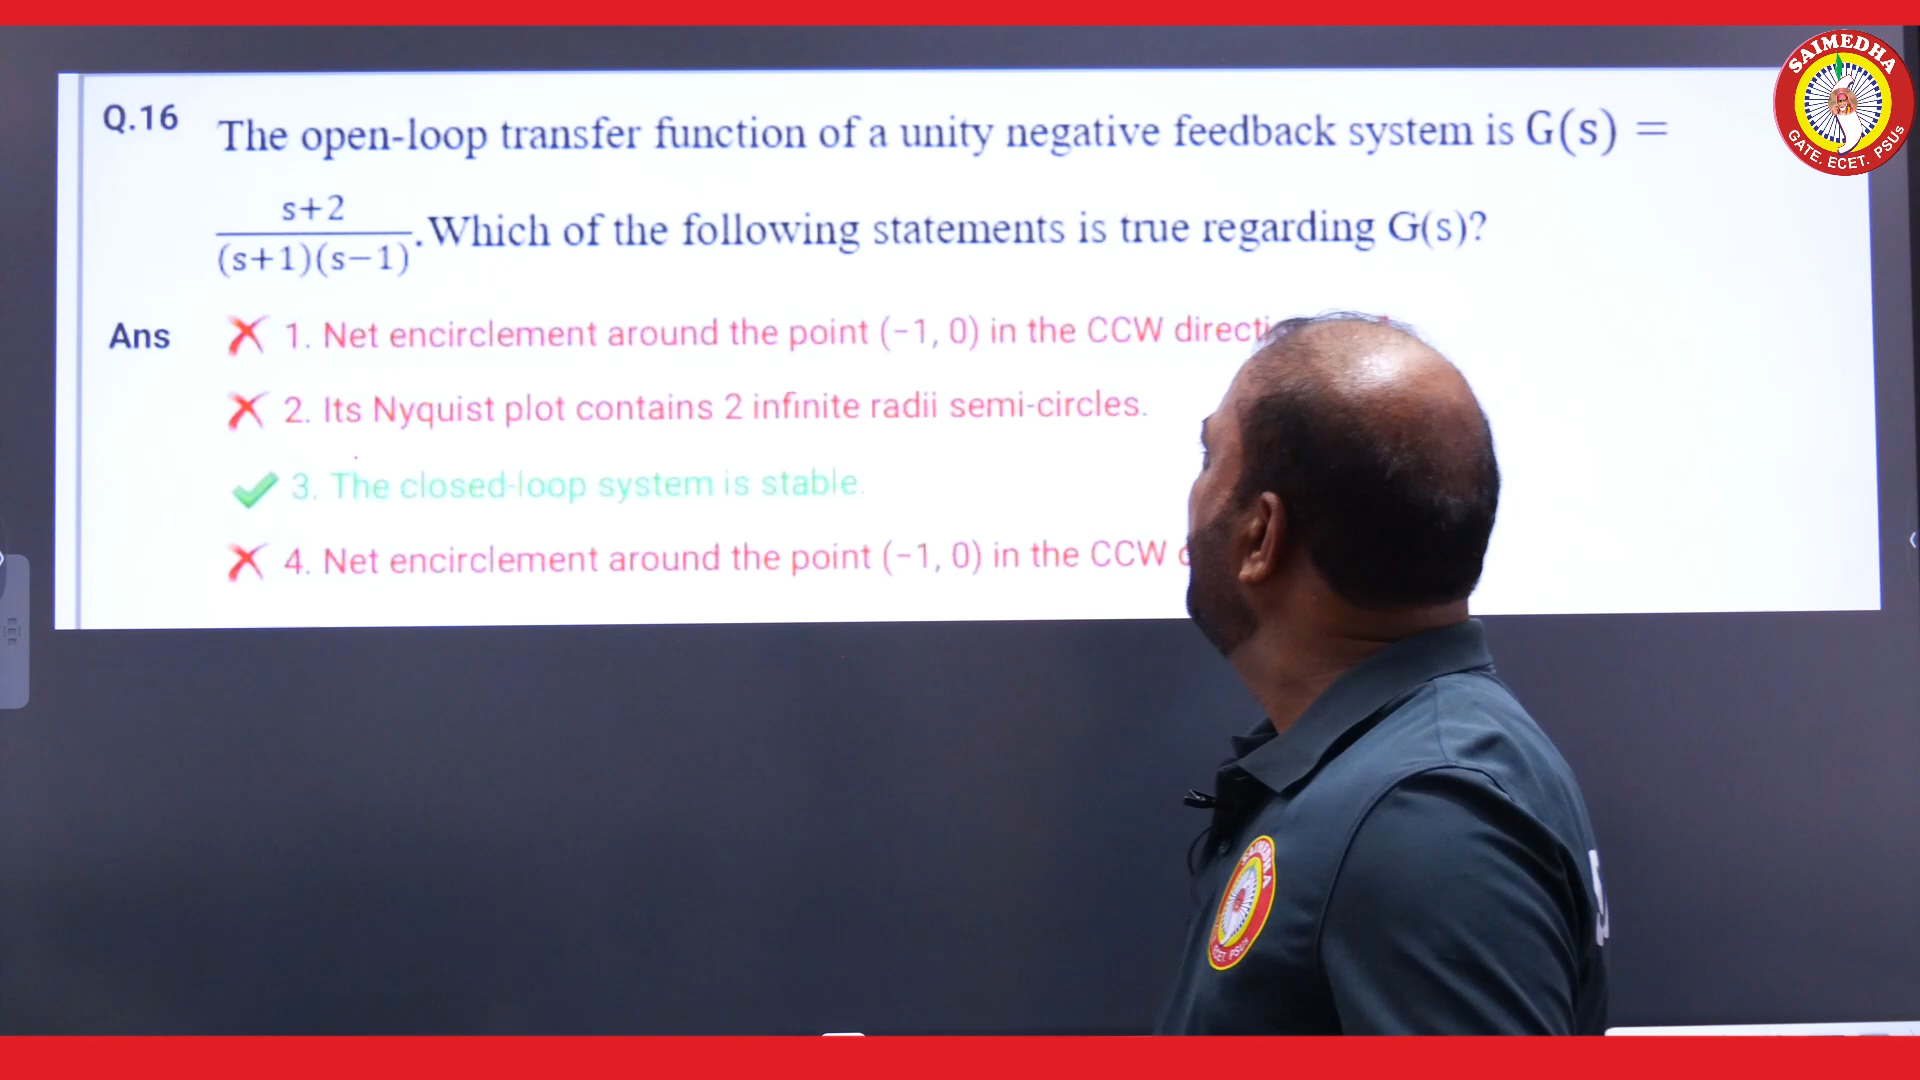 SAIMEDHA
GATE. ECET. PSUs
Q.16 The open-loop transfer function of a unity negative feedback system is G(s) =
s+2
(s+1)(s−1)
. Which of the following statements is true regarding G(s)?
Ans 1. Net encirclement around the point (−1, 0) in the CCW
2. Its Nyquist plot contains 2 infinite radii semi-circles.
3. The closed-loop system is stable.
4. Net encirclement around the point (−1, 0) in the CCW
SAIMEDHA
ECET. PSUs